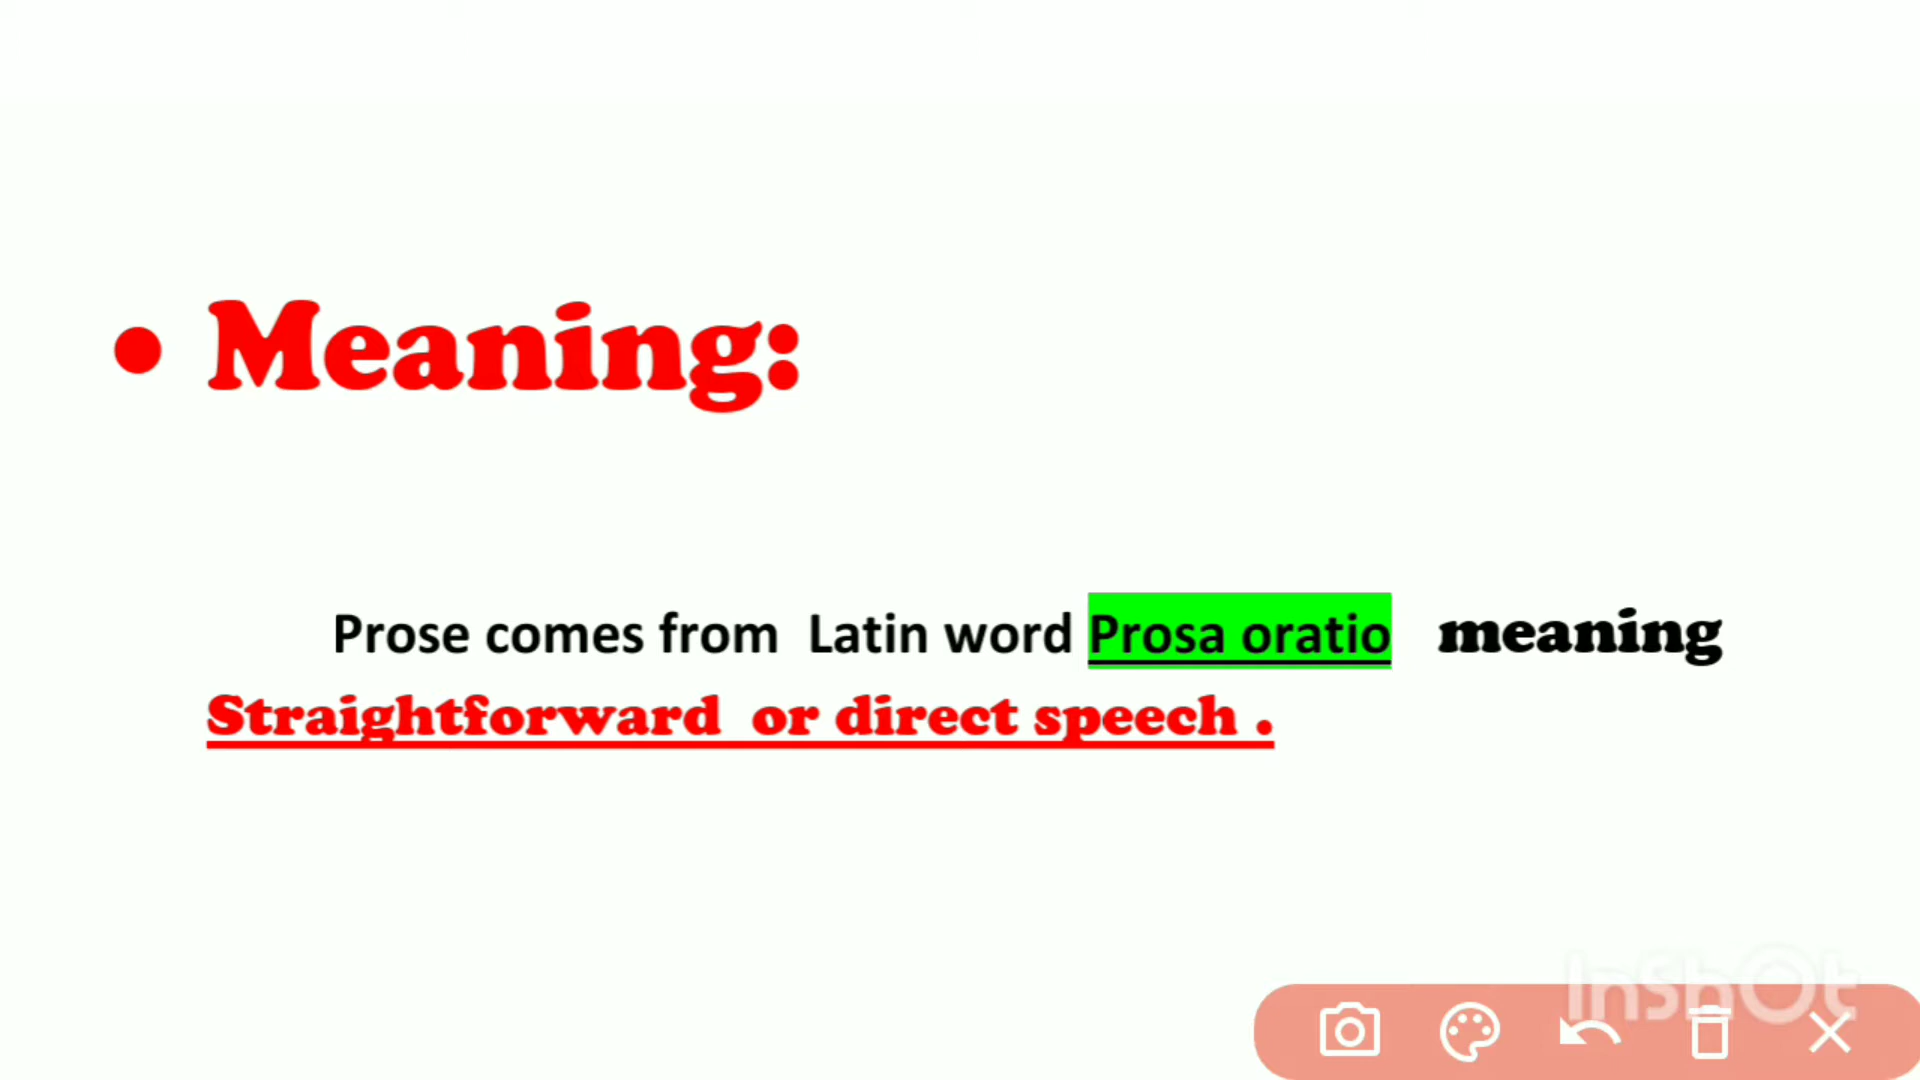 • Meaning:
Prose comes from Latin word Prosa oratio meaning
Straightforward or direct speech .
InShOt